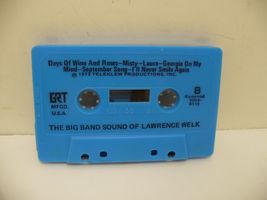 Days Of Wine And Roses-Misty-Laura-Georgia On My
Mind-September Song-I'll Never Smile Again
© 1975 TELEKLEW PRODUCTIONS, INC.
GRT
MFGD.
U.S.A.
B
THE BIG BAND SOUND OF LAWRENCE WELK